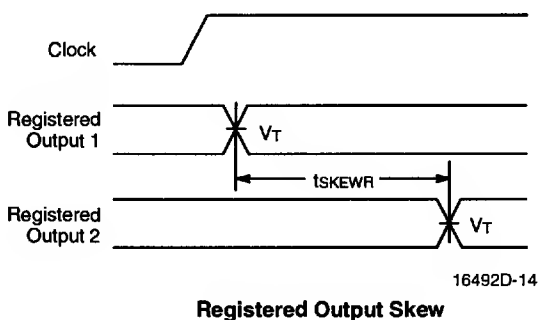 Clock
Registered
Output 1
VT
tSKEWR
Registered
Output 2
VT
16492D-14
Registered Output Skew